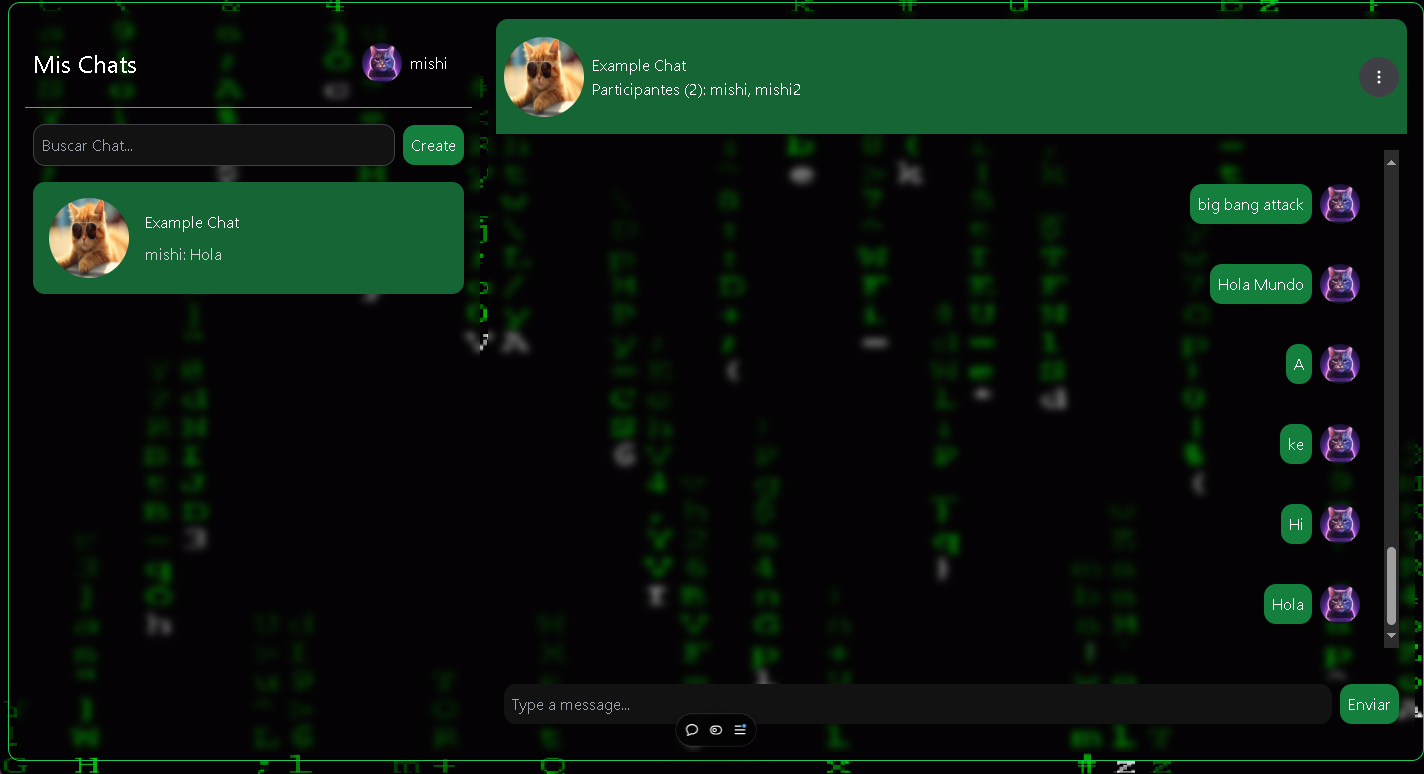 Mis Chats
mishi
Buscar Chat...
Create
Example Chat
mishi: Hola
Example Chat
Participantes (2): mishi, mishi2
big bang attack
Hola Mundo
A
ke
Hi
Hola
Type a message...
Enviar